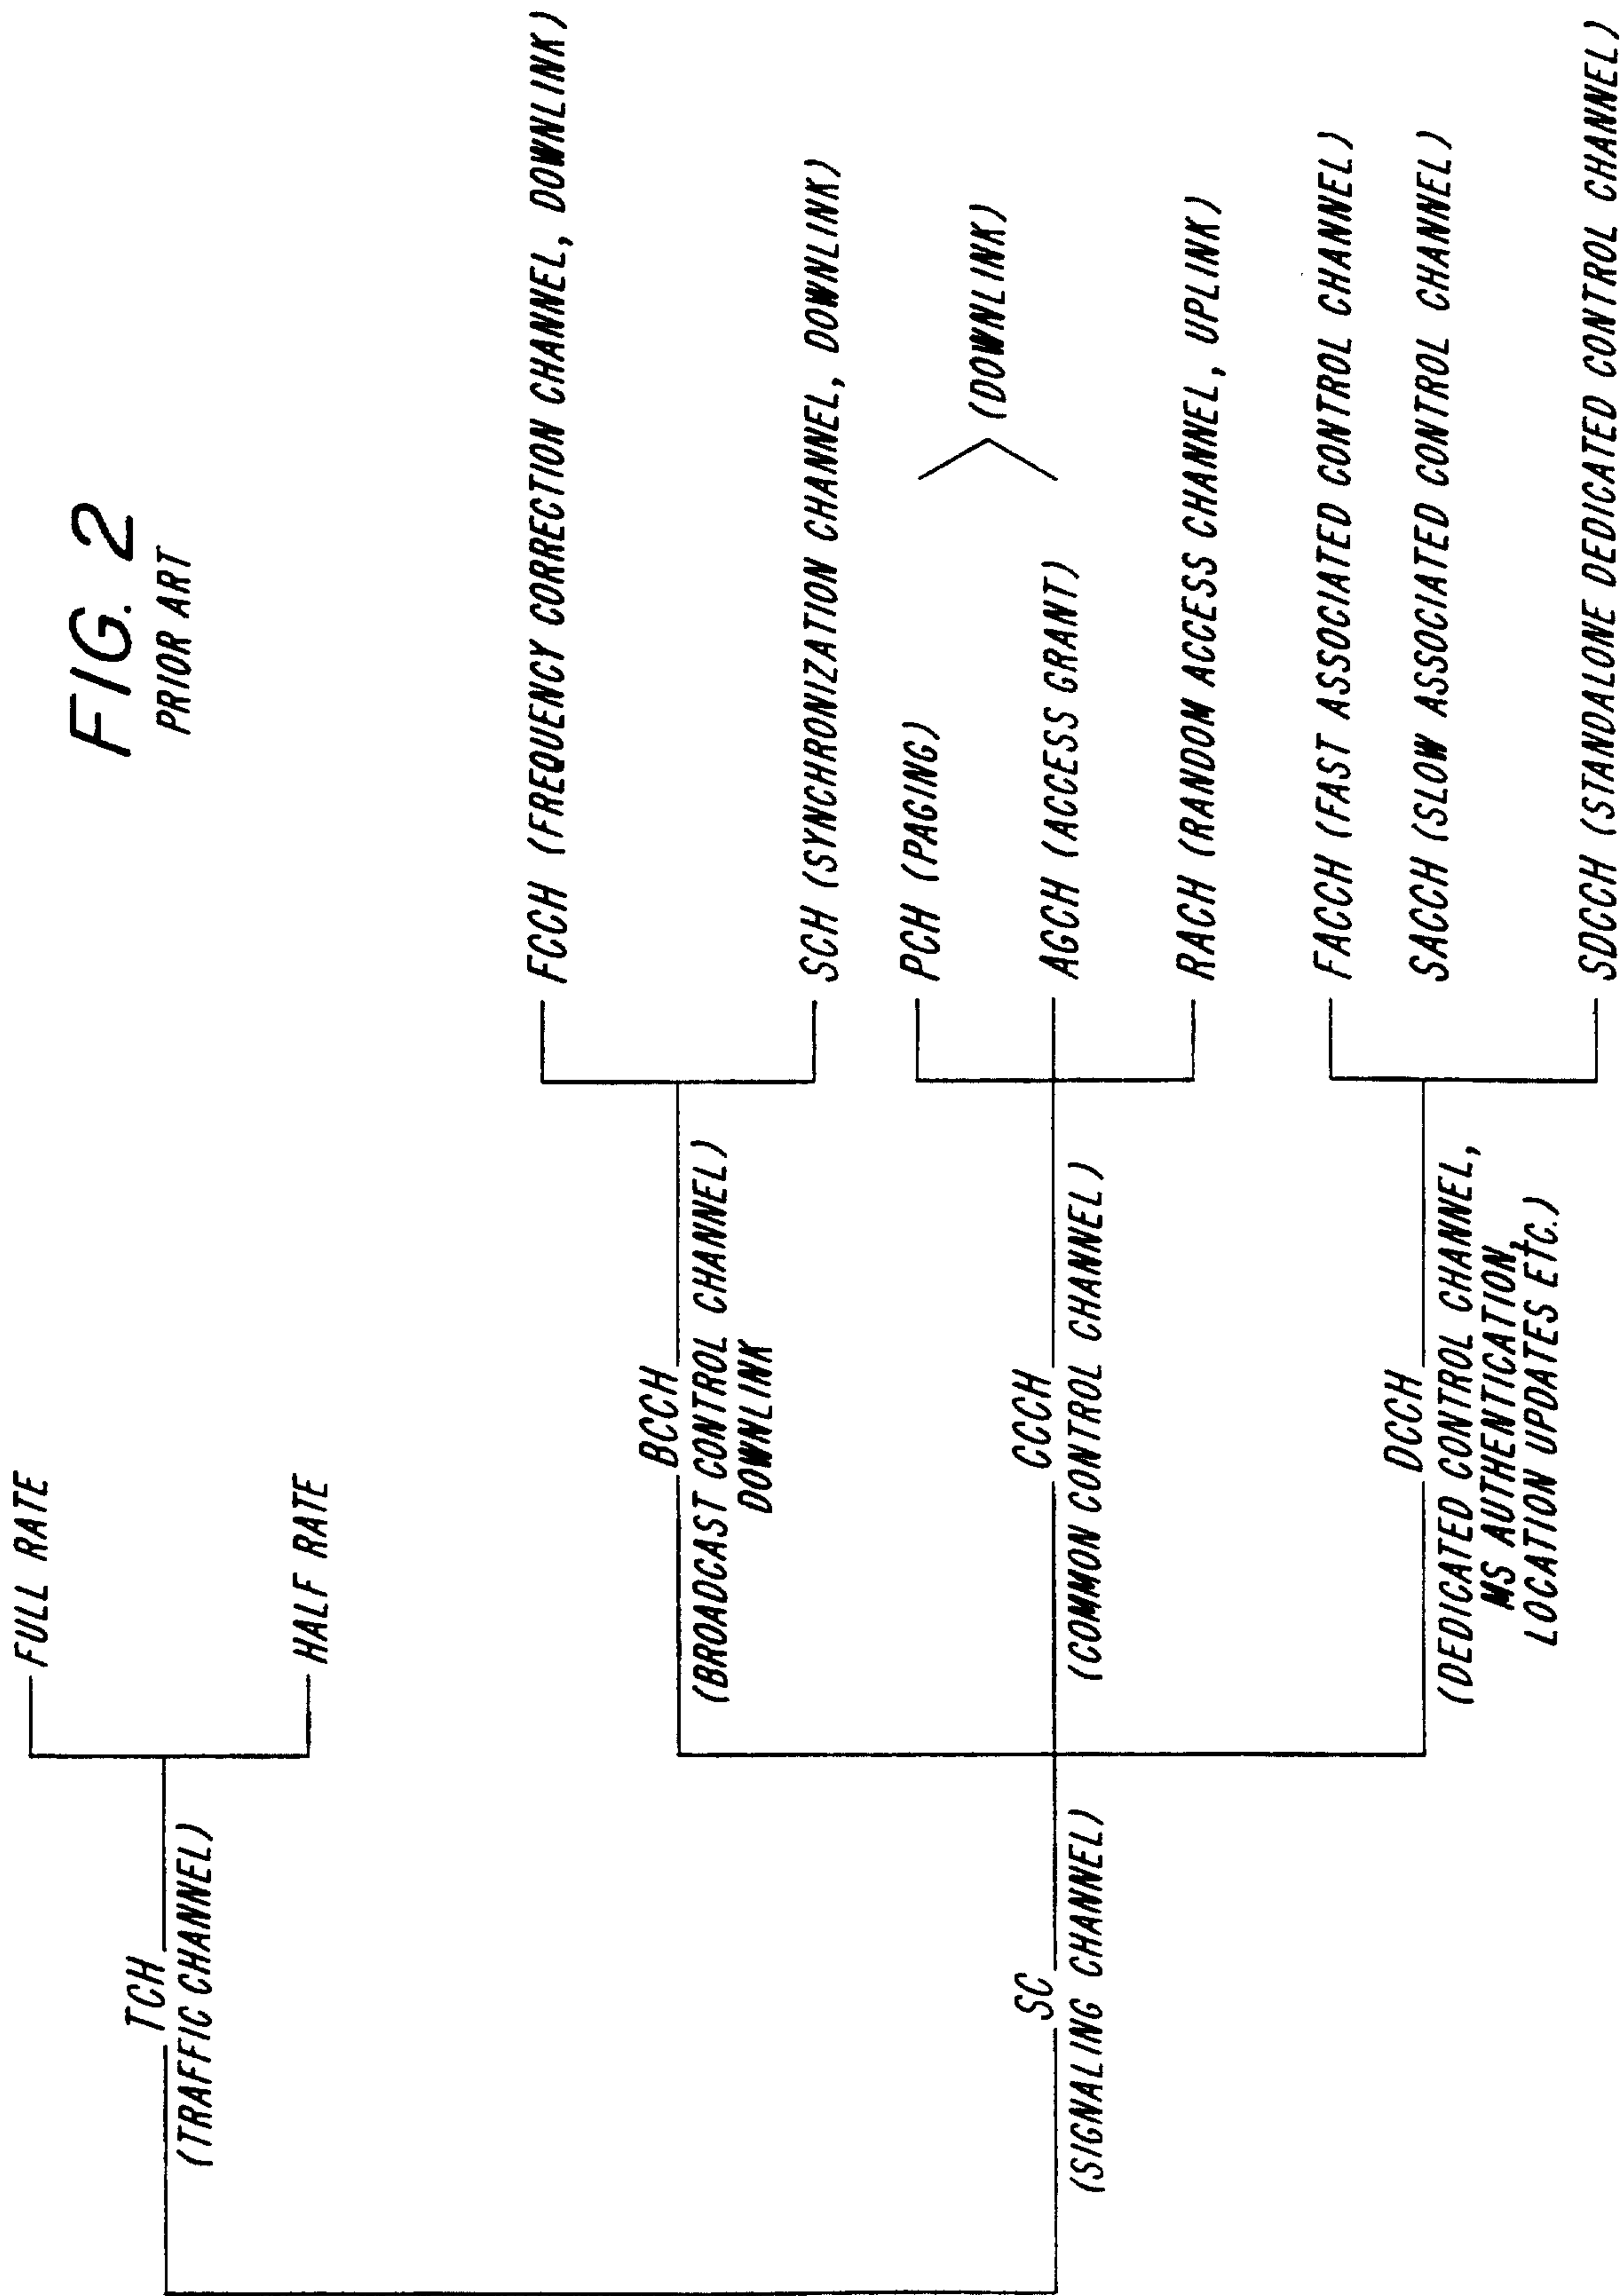 FIG. 2
PRIOR ART
FULL RATE
TCH
(TRAFFIC CHANNEL)
HALF RATE
FCCH (FREQUENCY CORRECTION CHANNEL, DOWNLINK)
BCCH
(BROADCAST CONTROL CHANNEL)
DOWNLINK
SCH (SYNCHRONIZATION CHANNEL, DOWNLINK)
PCH (PAGING)
(DOWNLINK)
SC
(SIGNALING CHANNEL)
CCCH
(COMMON CONTROL CHANNEL)
AGCH (ACCESS GRANT)
RACH (RANDOM ACCESS CHANNEL, UPLINK)
FACCH (FAST ASSOCIATED CONTROL CHANNEL)
DCCH
(DEDICATED CONTROL CHANNEL,
MS AUTHENTICATION,
LOCATION UPDATES ETC.)
SACCH (SLOW ASSOCIATED CONTROL CHANNEL)
SDCCH (STANDALONE DEDICATED CONTROL CHANNEL)